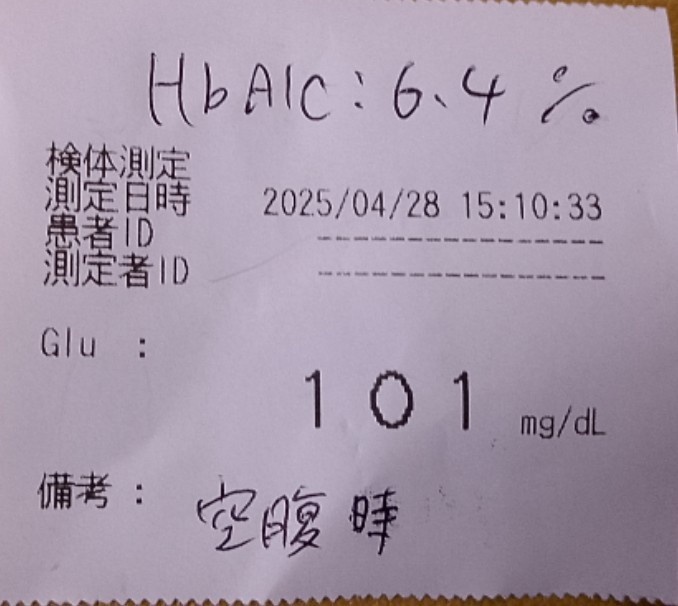 HbA1C:6.4%
検体測定
測定日時 2025/04/28 15:10:33
患者ID ----------------
測定者ID ----------------
Glu :
101 mg/dL
備考: 空腹時